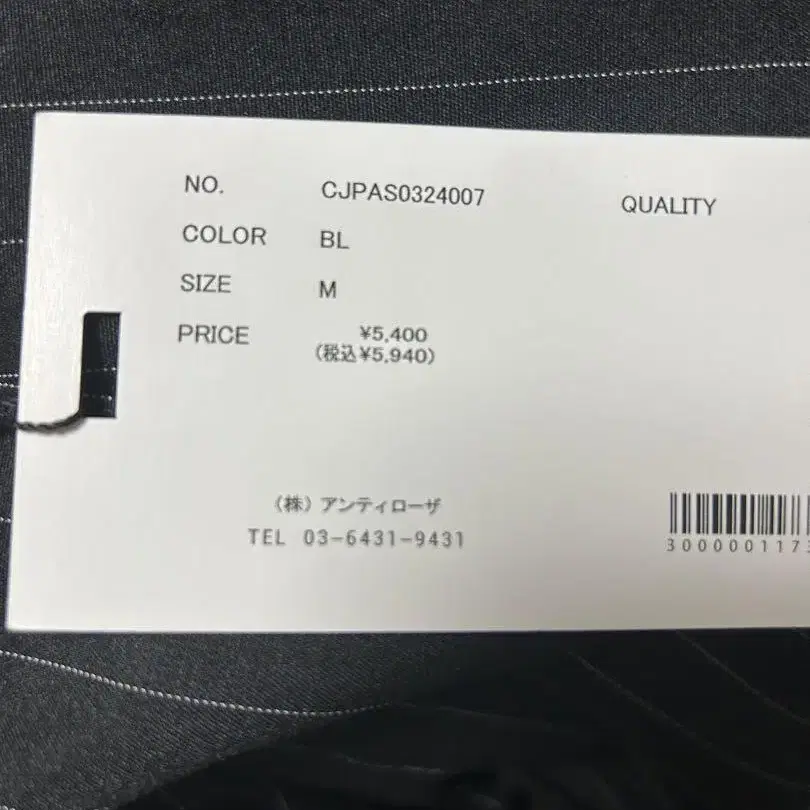 NO. CJPAS0324007 QUALITY
COLOR BL
SIZE M
PRICE ¥5,400
(税込¥5,940)
(株) アンティローザ
TEL 03-6431-9431
3000000117